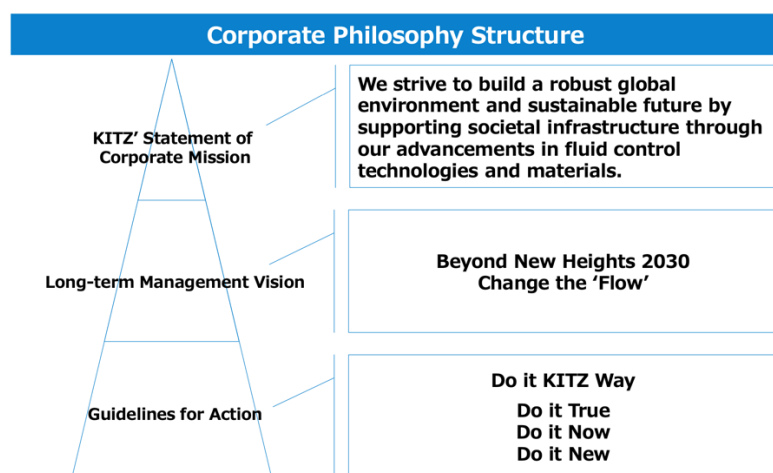 Corporate Philosophy Structure
KITZ’ Statement of
Corporate Mission
We strive to build a robust global
environment and sustainable future by
supporting societal infrastructure through
our advancements in fluid control
technologies and materials.
Long-term Management Vision
Beyond New Heights 2030
Change the ‘Flow’
Guidelines for Action
Do it KITZ Way
Do it True
Do it Now
Do it New